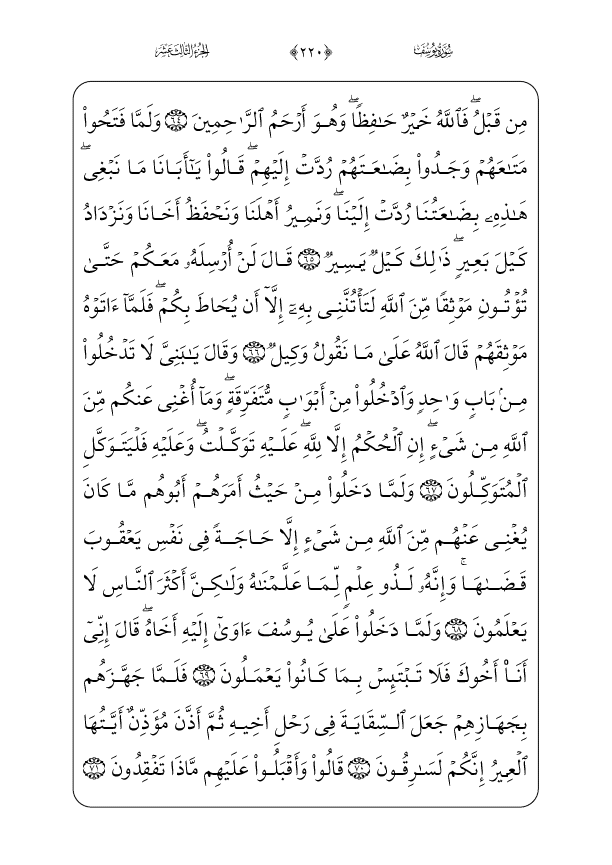 سُورَةُ يُوسُفَ ﴿٢٢٠﴾ الجُزْءُ الثَّالِثَ عَشَرَ
مِن قَبۡلُ ۖ فَٱللَّهُ خَيۡرٌ حَـٰفِظࣰا ۖ وَهُوَ أَرۡحَمُ ٱلرَّٰحِمِينَ ٦٤ وَلَمَّا فَتَحُوا۟
مَتَـٰعَهُمۡ وَجَدُوا۟ بِضَـٰعَتَهُمۡ رُدَّتۡ إِلَيۡهِمۡ ۖ قَالُوا۟ يَـٰٓأَبَانَا مَا نَبۡغِى ۖ
هَـٰذِهِۦ بِضَـٰعَتُنَا رُدَّتۡ إِلَيۡنَا ۖ وَنَمِيرُ أَهۡلَنَا وَنَحۡفَظُ أَخَانَا وَنَزۡدَادُ
كَيۡلَ بَعِيرࣲ ۖ ذَٰلِكَ كَيۡلࣱ يَسِيرࣱ ٦٥ قَالَ لَنۡ أُرۡسِلَهُۥ مَعَكُمۡ حَتَّىٰ
تُؤۡتُونِ مَوۡثِقࣰا مِّنَ ٱللَّهِ لَتَأۡتُنَّنِى بِهِۦٓ إِلَّآ أَن يُحَاطَ بِكُمۡ ۖ فَلَمَّآ ءَاتَوۡهُ
مَوۡثِقَهُمۡ قَالَ ٱللَّهُ عَلَىٰ مَا نَقُولُ وَكِيلࣱ ٦٦ وَقَالَ يَـٰبَنِىَّ لَا تَدۡخُلُوا۟
مِنۢ بَابࣲ وَٰحِدࣲ وَٱدۡخُلُوا۟ مِنۡ أَبۡوَٰبࣲ مُّتَفَرِّقَةࣲ ۖ وَمَآ أُغۡنِى عَنكُم مِّنَ
ٱللَّهِ مِن شَىۡءٍ ۖ إِنِ ٱلۡحُكۡمُ إِلَّا لِلَّهِ ۖ عَلَيۡهِ تَوَكَّلۡتُ ۖ وَعَلَيۡهِ فَلۡيَتَوَكَّلِ
ٱلۡمُتَوَكِّلُونَ ٦٧ وَلَمَّا دَخَلُوا۟ مِنۡ حَيۡثُ أَمَرَهُمۡ أَبُوهُم مَّا كَانَ
يُغۡنِى عَنۡهُم مِّنَ ٱللَّهِ مِن شَىۡءٍ إِلَّا حَاجَةࣰ فِى نَفۡسِ يَعۡقُوبَ
قَضَىٰهَا ۚ وَإِنَّهُۥ لَذُو عِلۡمࣲ لِّمَا عَلَّمۡنَـٰهُ وَلَـٰكِنَّ أَكۡثَرَ ٱلنَّاسِ لَا
يَعۡلَمُونَ ٦٨ وَلَمَّا دَخَلُوا۟ عَلَىٰ يُوسُفَ ءَاوَىٰٓ إِلَيۡهِ أَخَاهُ ۖ قَالَ إِنِّىٓ
أَنَا۠ أَخُوكَ فَلَا تَبۡتَئِسۡ بِمَا كَانُوا۟ يَعۡمَلُونَ ٦٩ فَلَمَّا جَهَّزَهُم
بِجَهَازِهِمۡ جَعَلَ ٱلسِّقَايَةَ فِى رَحۡلِ أَخِيهِ ثُمَّ أَذَّنَ مُؤَذِّنٌ أَيَّتُهَا
ٱلۡعِيرُ إِنَّكُمۡ لَسَـٰرِقُونَ ٧٠ قَالُوا۟ وَأَقۡبَلُوا۟ عَلَيۡهِم مَّاذَا تَفۡقِدُونَ ٧١